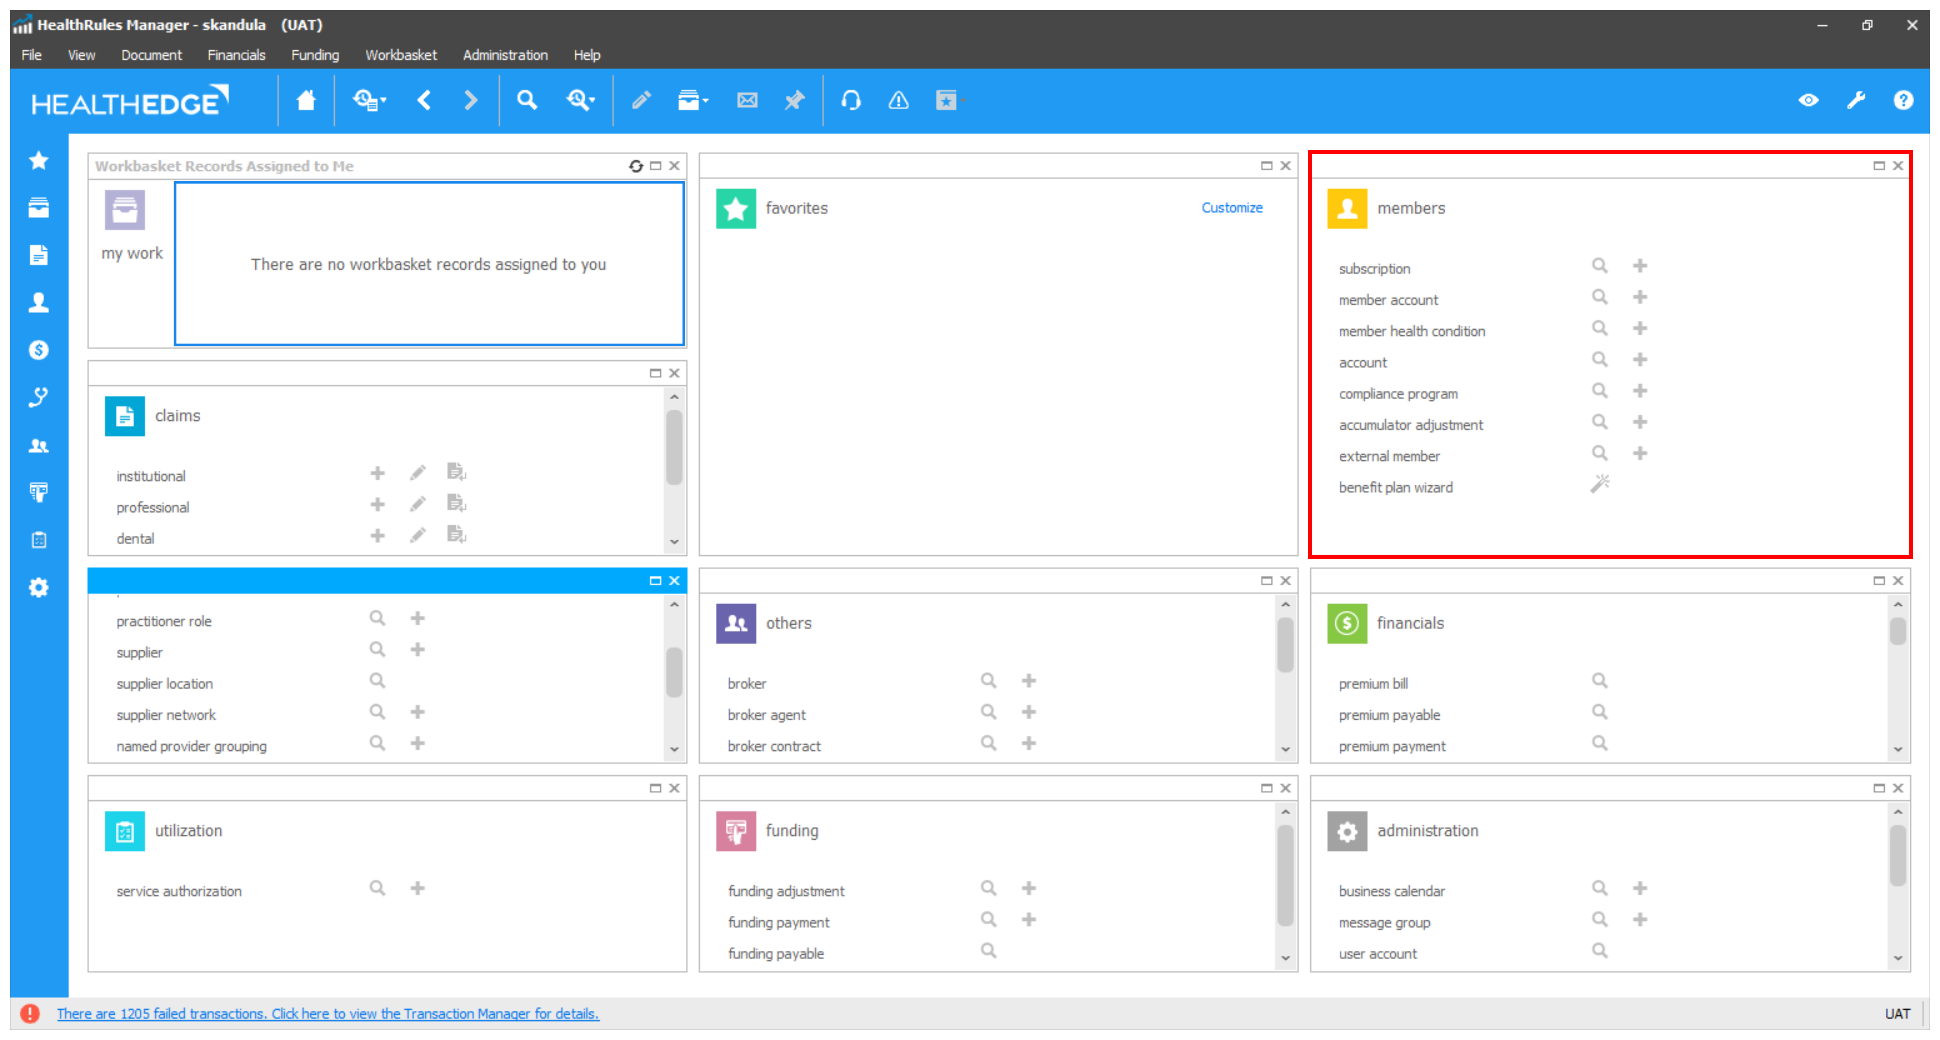 HealthRules Manager - skandula (UAT)
File View Document Financials Funding Workbasket Administration Help
HEALTHEDGE
Workbasket Records Assigned to Me
my work
There are no workbasket records assigned to you
favorites
Customize
members
subscription
member account
member health condition
account
compliance program
accumulator adjustment
external member
benefit plan wizard
claims
institutional
professional
dental
practitioner role
supplier
supplier location
supplier network
named provider grouping
others
broker
broker agent
broker contract
financials
premium bill
premium payable
premium payment
utilization
service authorization
funding
funding adjustment
funding payment
funding payable
administration
business calendar
message group
user account
There are 1205 failed transactions. Click here to view the Transaction Manager for details.
UAT